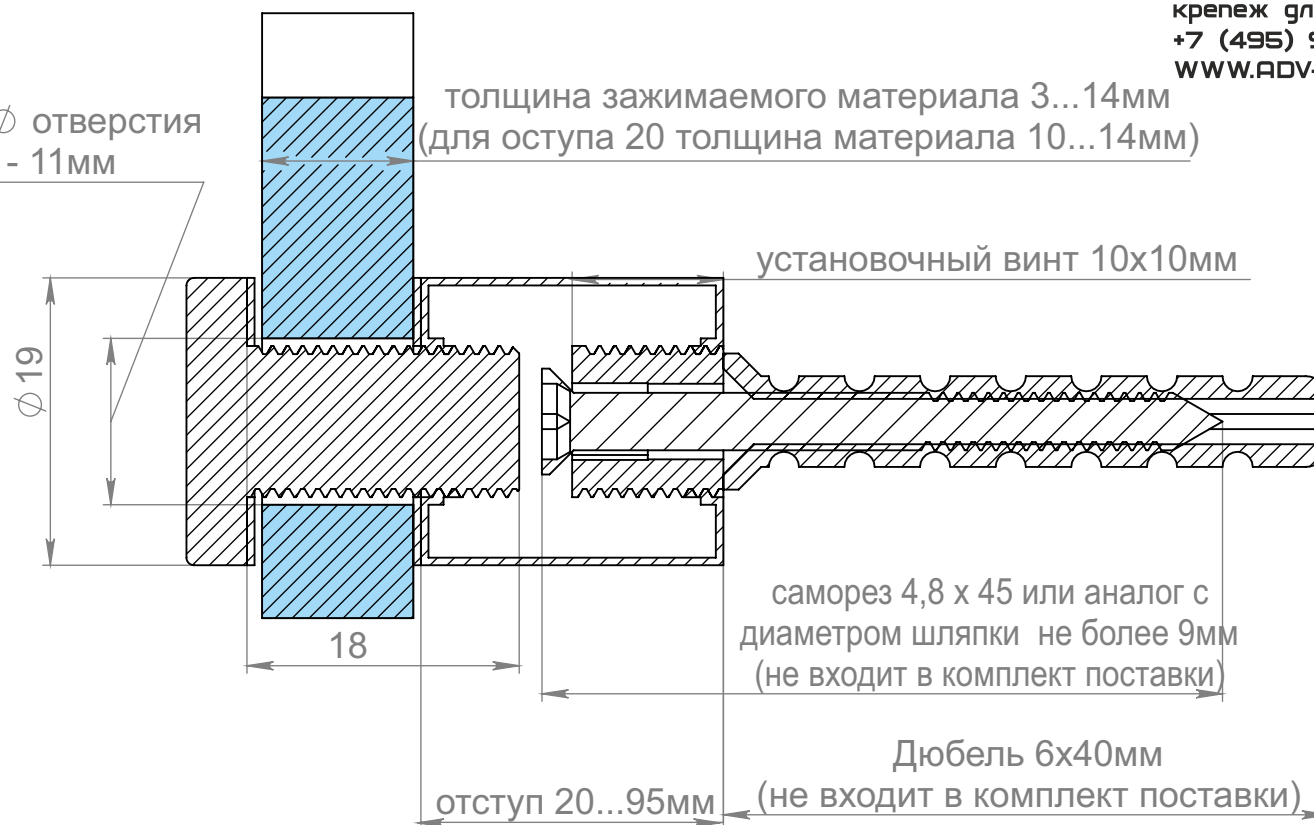 крепеж
+7 (495)
WWW.ADV-
толщина зажимаемого материала 3...14мм
(для оступа 20 толщина материала 10...14мм)
∅ отверстия
- 11мм
установочный винт 10х10мм
∅ 19
18
саморез 4,8 х 45 или аналог с
диаметром шляпки не более 9мм
(не входит в комплект поставки)
Дюбель 6х40мм
(не входит в комплект поставки)
отступ 20...95мм